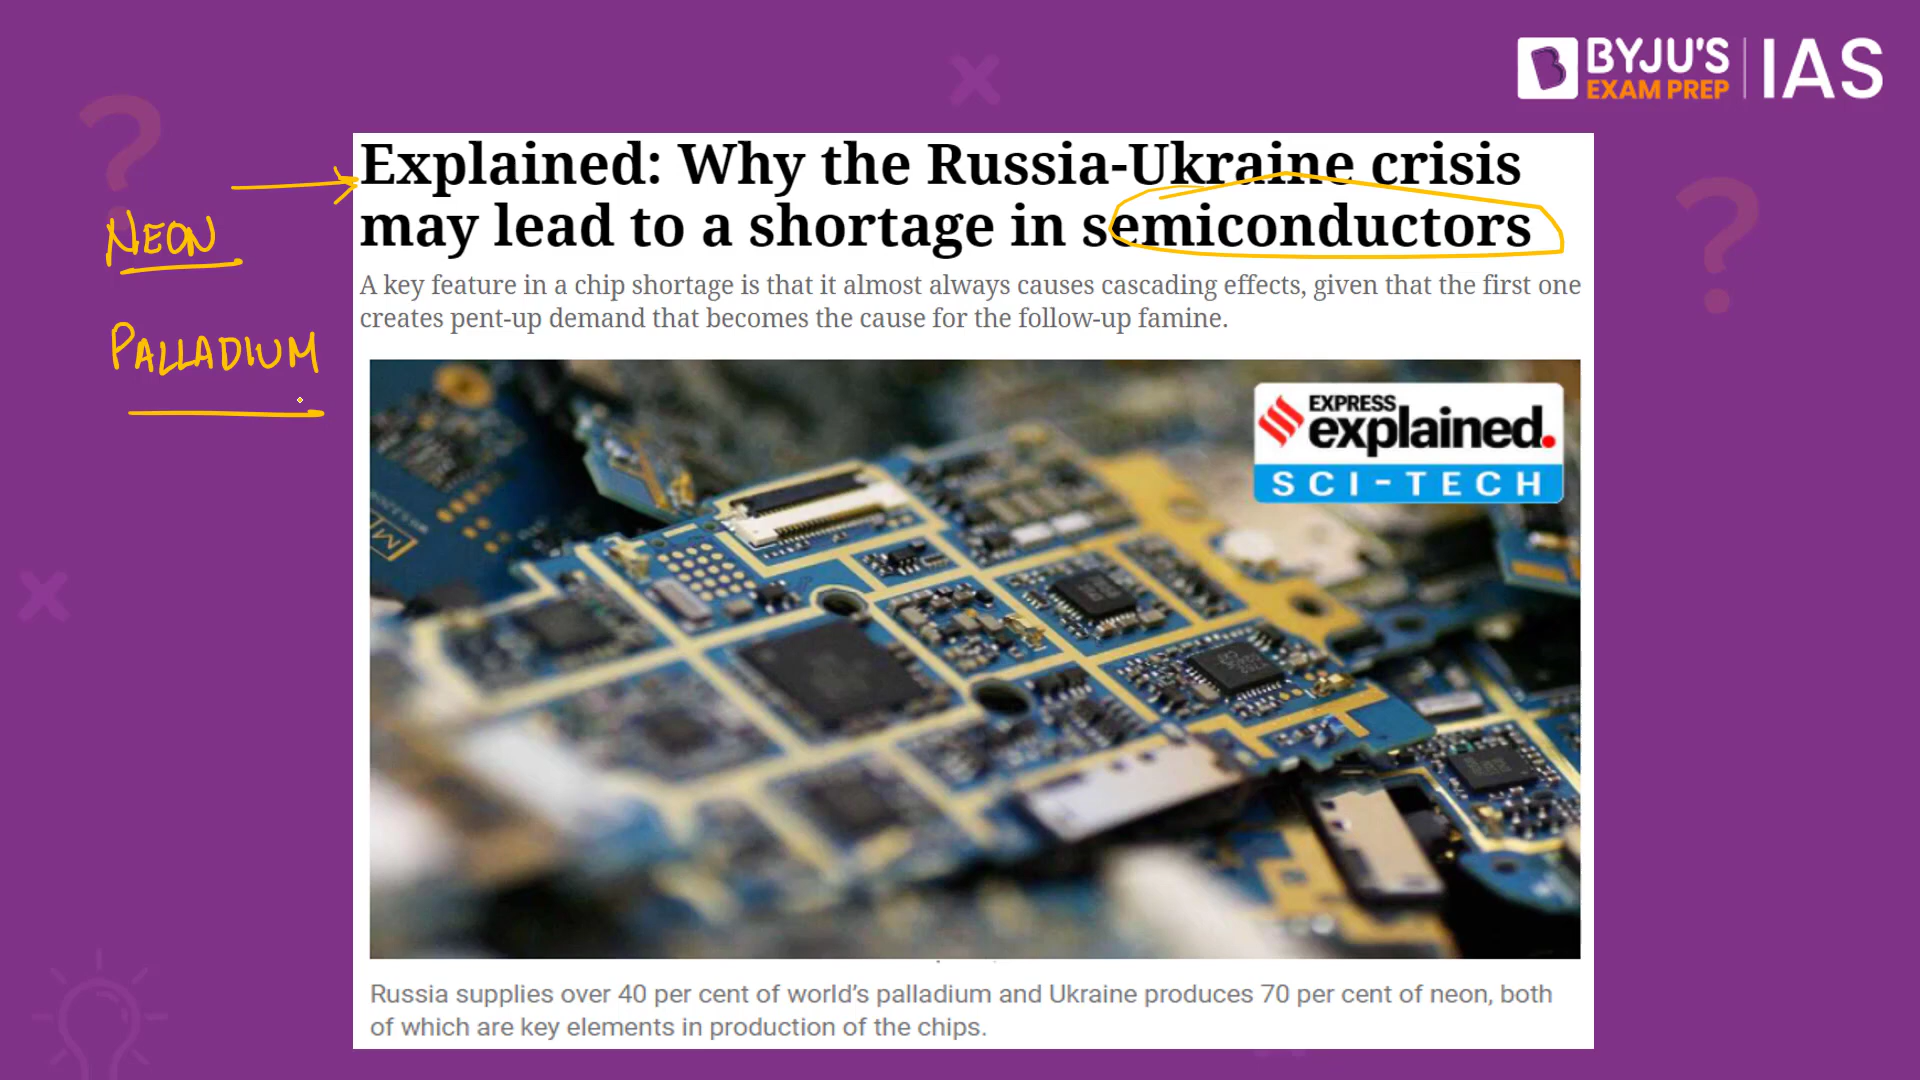 BYJU'S
EXAM PREP
IAS
Explained: Why the Russia-Ukraine crisis
may lead to a shortage in semiconductors
NEON
PALLADIUM
A key feature in a chip shortage is that it almost always causes cascading effects, given that the first one
creates pent-up demand that becomes the cause for the follow-up famine.
EXPRESS
explained.
SCI-TECH
Russia supplies over 40 per cent of world’s palladium and Ukraine produces 70 per cent of neon, both
of which are key elements in production of the chips.